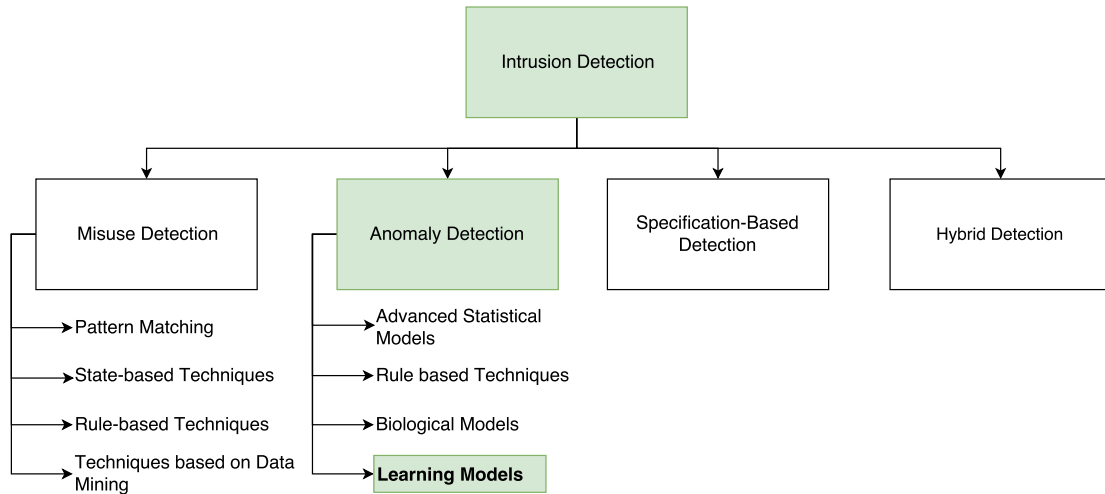 Intrusion Detection
Misuse Detection
Anomaly Detection
Specification-Based
Detection
Hybrid Detection
Pattern Matching
State-based Techniques
Rule-based Techniques
Techniques based on Data
Mining
Advanced Statistical
Models
Rule based Techniques
Biological Models
Learning Models